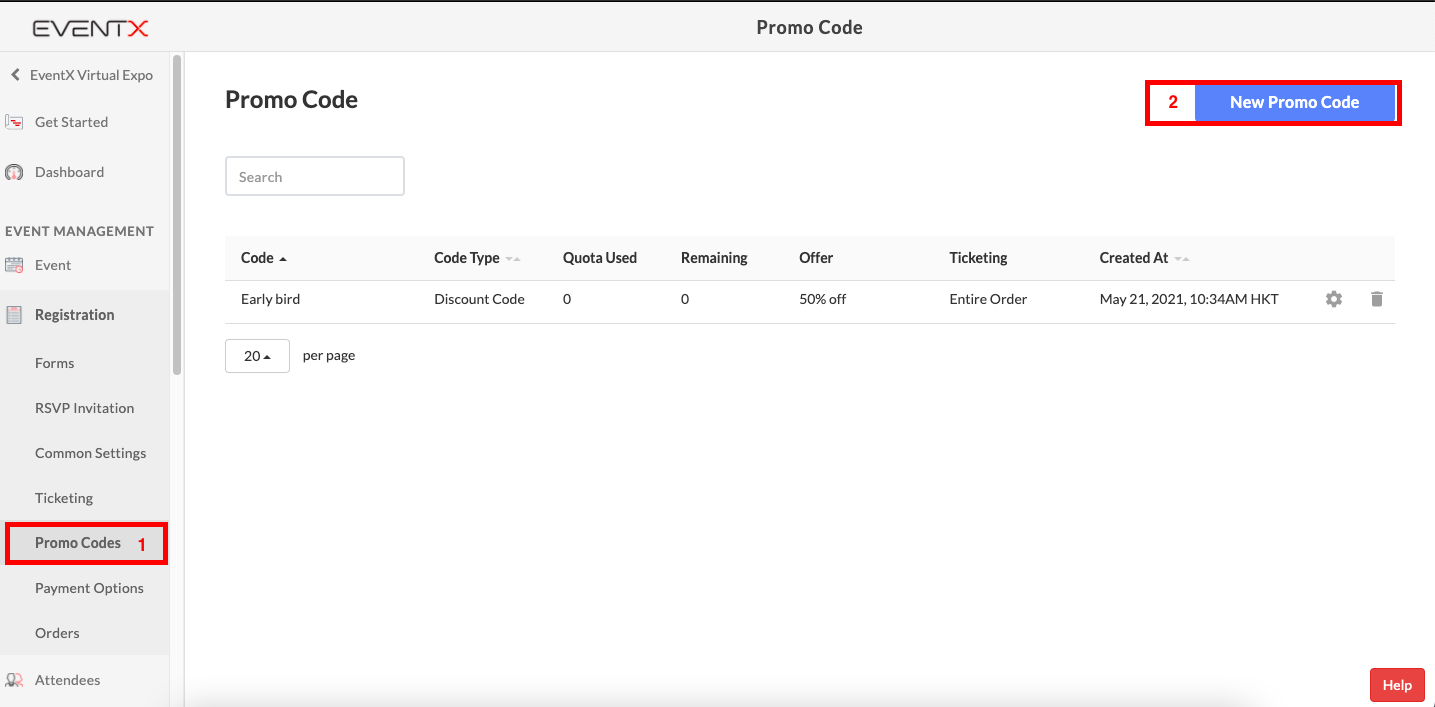 EVENTX
Promo Code
EventX Virtual Expo
Get Started
Dashboard
EVENT MANAGEMENT
Event
Registration
Forms
RSVP Invitation
Common Settings
Ticketing
Promo Codes 1
Payment Options
Orders
Attendees
Promo Code
2 New Promo Code
Search
Code Code Type Quota Used Remaining Offer Ticketing Created At
Early bird Discount Code 0 0 50% off Entire Order May 21, 2021, 10:34AM HKT
20 per page
Help